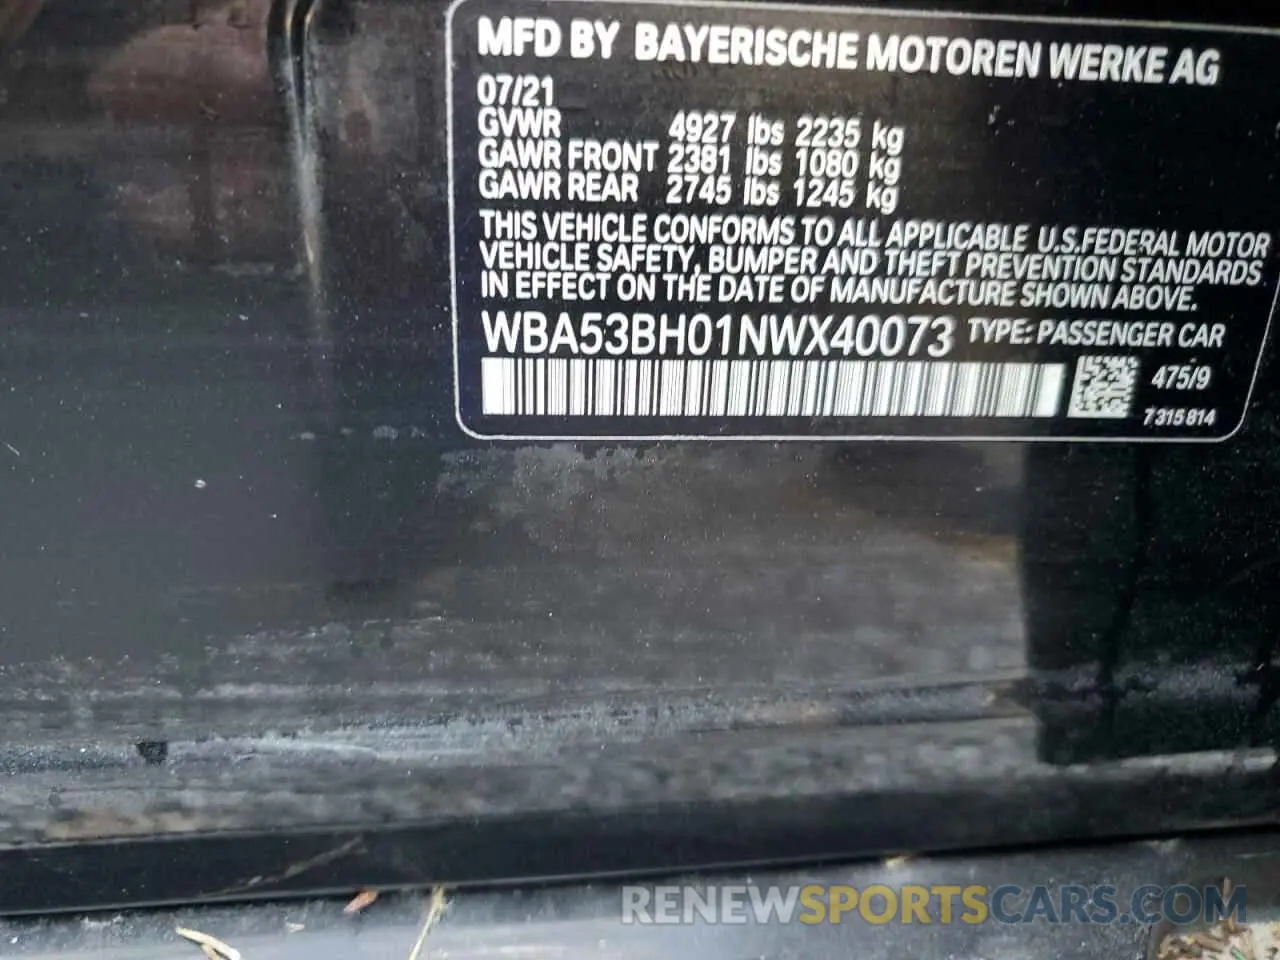 MFD BY BAYERISCHE MOTOREN WERKE AG
07/21
GVWR 4927 lbs 2235 kg
GAWR FRONT 2381 lbs 1080 kg
GAWR REAR 2745 lbs 1245 kg
THIS VEHICLE CONFORMS TO ALL APPLICABLE U.S.FEDERAL MOTOR
VEHICLE SAFETY, BUMPER AND THEFT PREVENTION STANDARDS
IN EFFECT ON THE DATE OF MANUFACTURE SHOWN ABOVE.
WBA53BH01NWX40073 TYPE: PASSENGER CAR
475/9
7315814
RENEWSPORTSCARS.COM